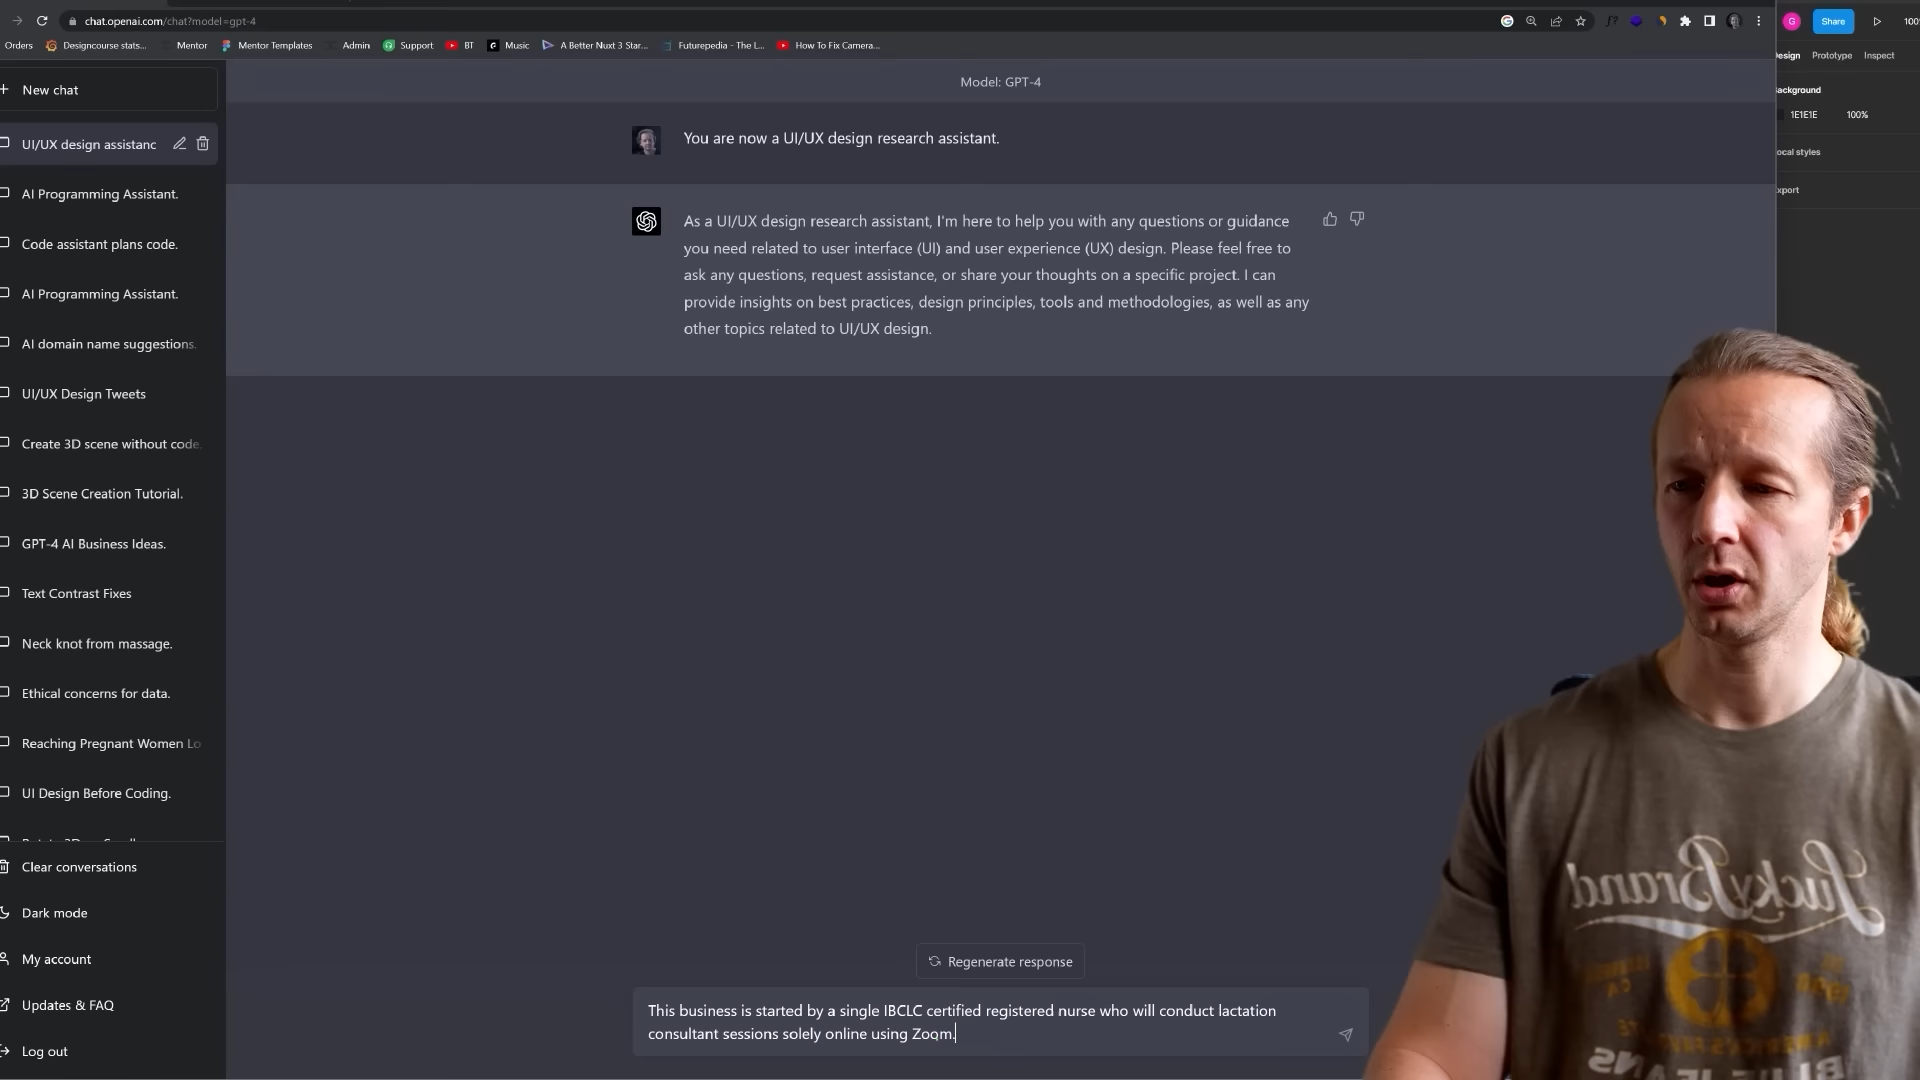 chat.openai.com/chat?model=gpt-4
G
Share
100
Orders
Designcourse stats...
Mentor
Mentor Templates
Admin
Support
BT
Music
A Better Nuxt 3 Star...
Futurepedia - The L...
How To Fix Camera...
esign
Prototype
Inspect
New chat
Model: GPT-4
ackground
1E1E1E
100%
UI/UX design assistanc
You are now a UI/UX design research assistant.
ocal styles
xport
AI Programming Assistant.
Code assistant plans code.
AI Programming Assistant.
AI domain name suggestions.
UI/UX Design Tweets
Create 3D scene without code.
3D Scene Creation Tutorial.
GPT-4 AI Business Ideas.
Text Contrast Fixes
Neck knot from massage.
Ethical concerns for data.
Reaching Pregnant Women Lo
UI Design Before Coding.
As a UI/UX design research assistant, I'm here to help you with any questions or guidance
you need related to user interface (UI) and user experience (UX) design. Please feel free to
ask any questions, request assistance, or share your thoughts on a specific project. I can
provide insights on best practices, design principles, tools and methodologies, as well as any
other topics related to UI/UX design.
Clear conversations
Dark mode
My account
Updates & FAQ
Log out
Regenerate response
This business is started by a single IBCLC certified registered nurse who will conduct lactation
consultant sessions solely online using Zoom.
Lucky Brand
BLUE JEANS